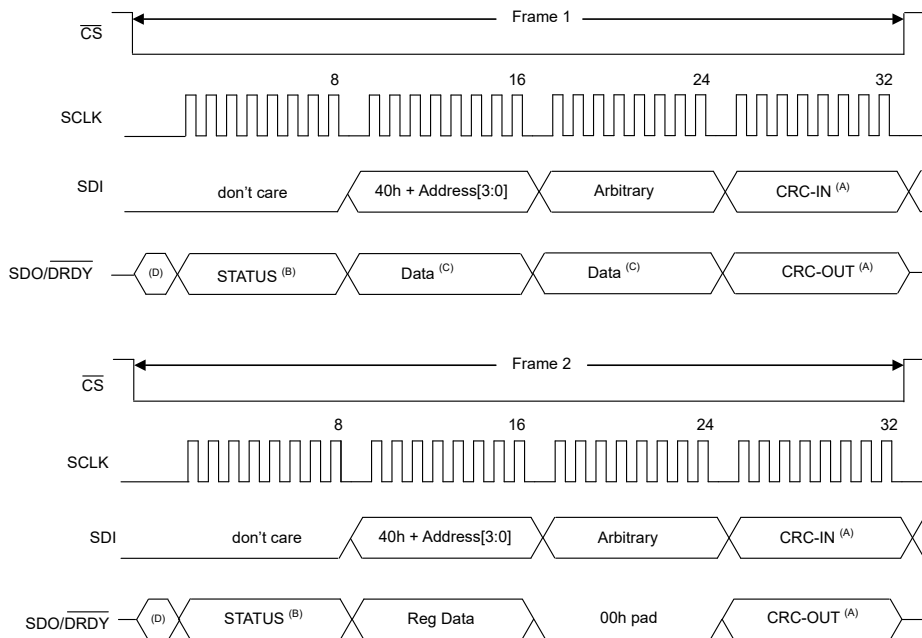 Frame 1
CS
8 16 24 32
SCLK
SDI don't care 40h + Address[3:0] Arbitrary CRC-IN (A)
SDO/DRDY (D) STATUS (B) Data (C) Data (C) CRC-OUT (A)
Frame 2
CS
8 16 24 32
SCLK
SDI don't care 40h + Address[3:0] Arbitrary CRC-IN (A)
SDO/DRDY (D) STATUS (B) Reg Data 00h pad CRC-OUT (A)